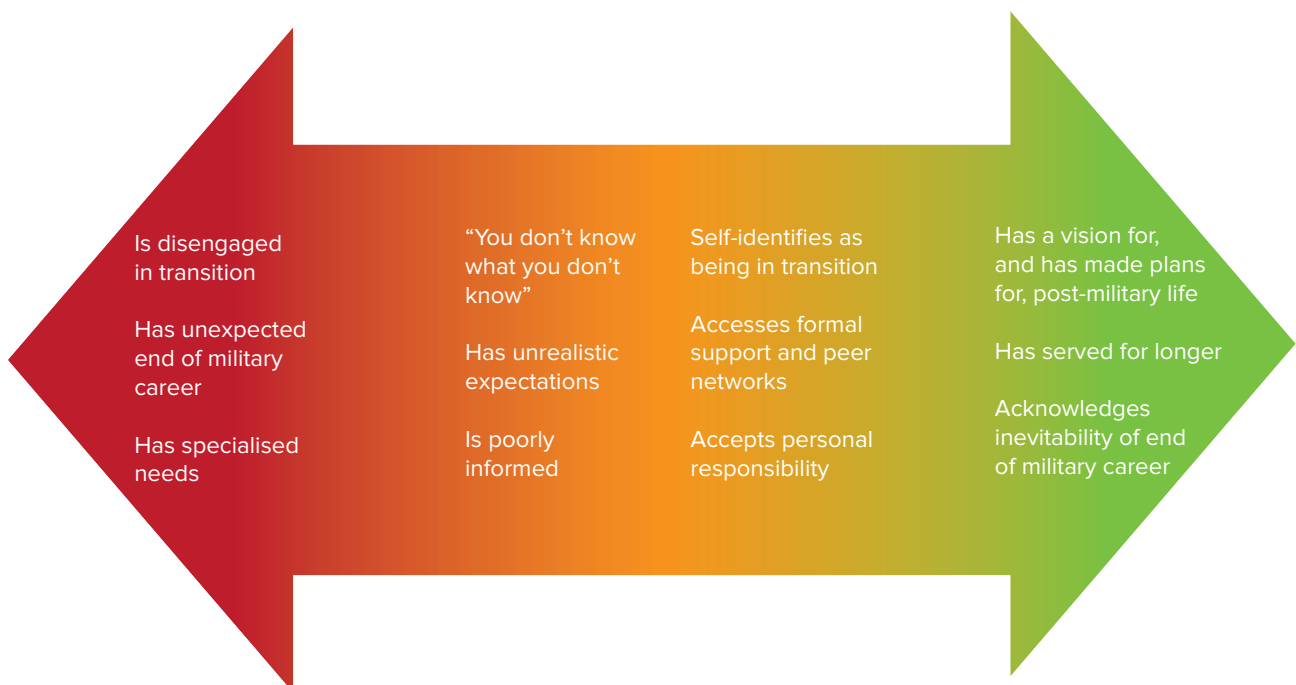 Is disengaged
in transition
Has unexpected
end of military
career
Has specialised
needs
“You don’t know
what you don’t
know”
Has unrealistic
expectations
Is poorly
informed
Self-identifies as
being in transition
Accesses formal
support and peer
networks
Accepts personal
responsibility
Has a vision for,
and has made plans
for, post-military life
Has served for longer
Acknowledges
inevitability of end
of military career